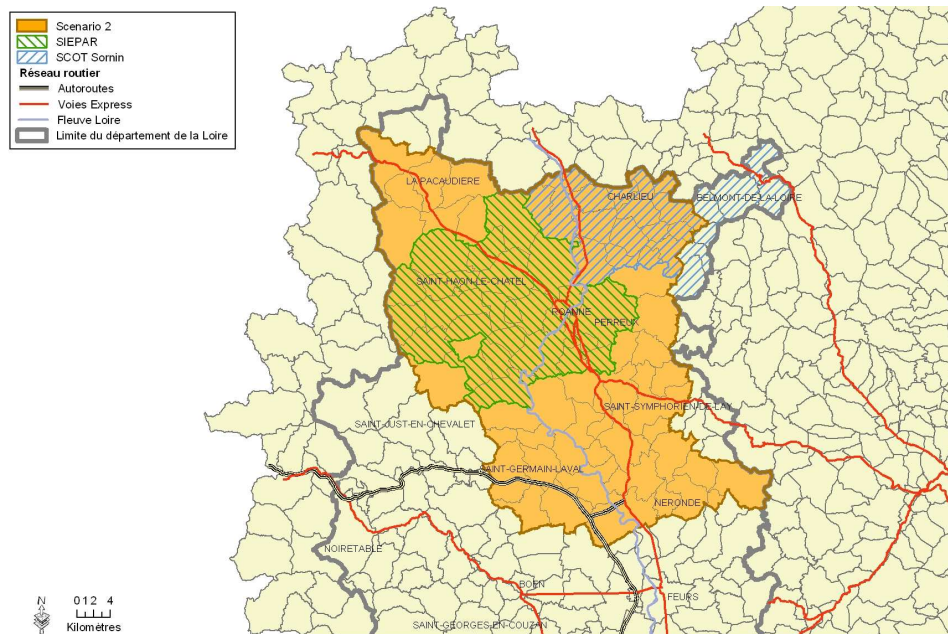 Scenario 2
SIEPAR
SCOT Sornin
Réseau routier
Autoroutes
Voies Express
Fleuve Loire
Limite du département de la Loire
LA PACAUDIERE
CHARLIEU
BELMONT-DE-LA-LOIRE
SAINT-HAON-LE-CHATEL
ROANNE
PERREUX
SAINT-SYMPHORIEN-DE-LAY
SAINT-JUST-EN-CHEVALET
SAINT-GERMAIN-LAVAL
NERONDE
NOIRETABLE
BOEN
FEURS
SAINT-GEORGES-EN-COUZAN
N
0 1 2 4
Kilomètres